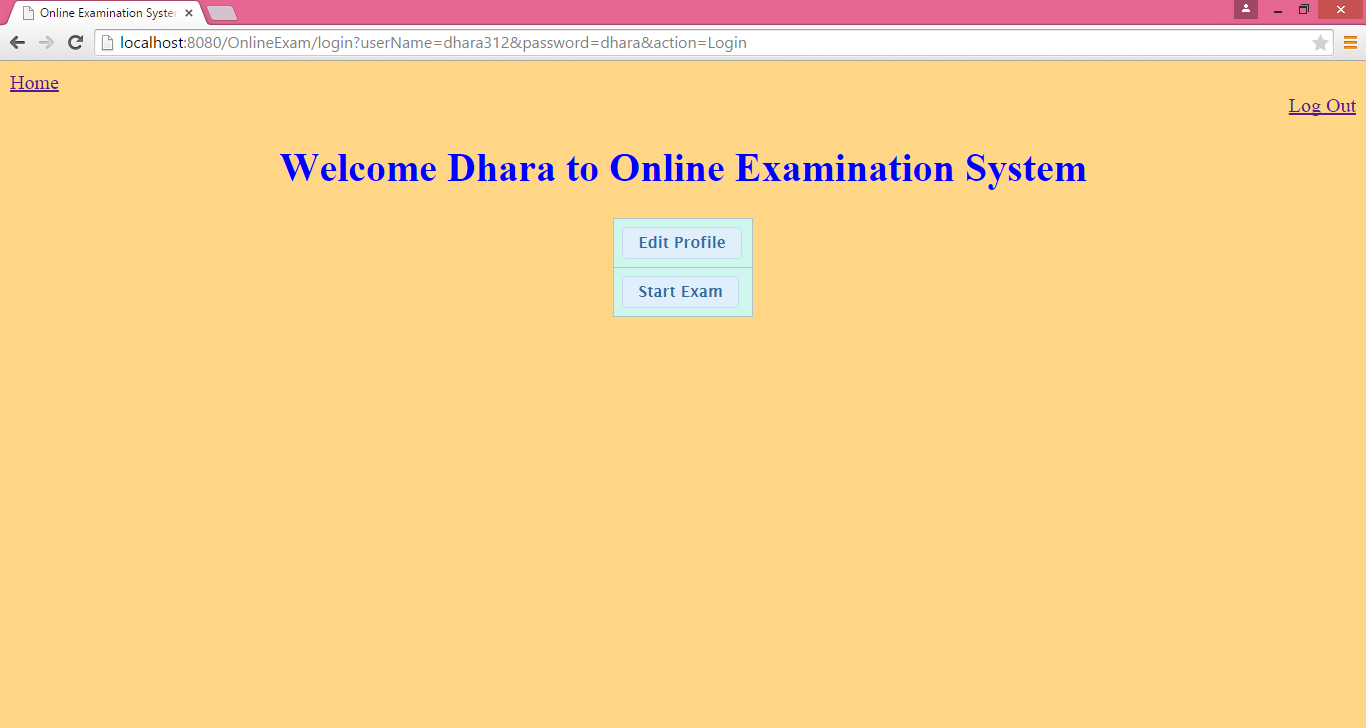 Online Examination Syste
localhost:8080/OnlineExam/login?userName=dhara312&password=dhara&action=Login
Home
Log Out
Welcome Dhara to Online Examination System
Edit Profile
Start Exam